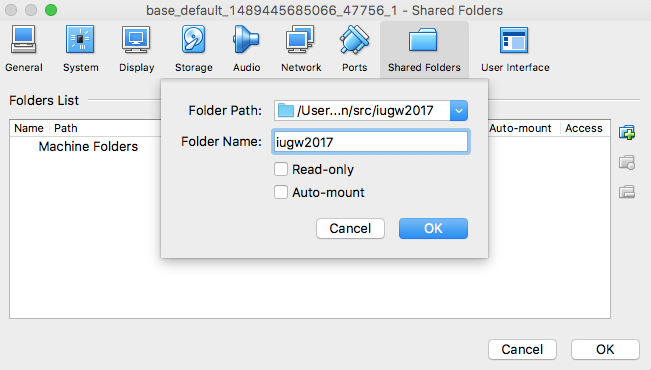 base_default_1489445685066_47756_1 - Shared Folders
General System Display Storage Audio Network Ports Shared Folders User Interface
Folders List
Folder Path: /User...n/src/iugw2017
Name Path Auto-mount Access
Folder Name: iugw2017
Machine Folders
Read-only
Auto-mount
Cancel OK
Cancel OK